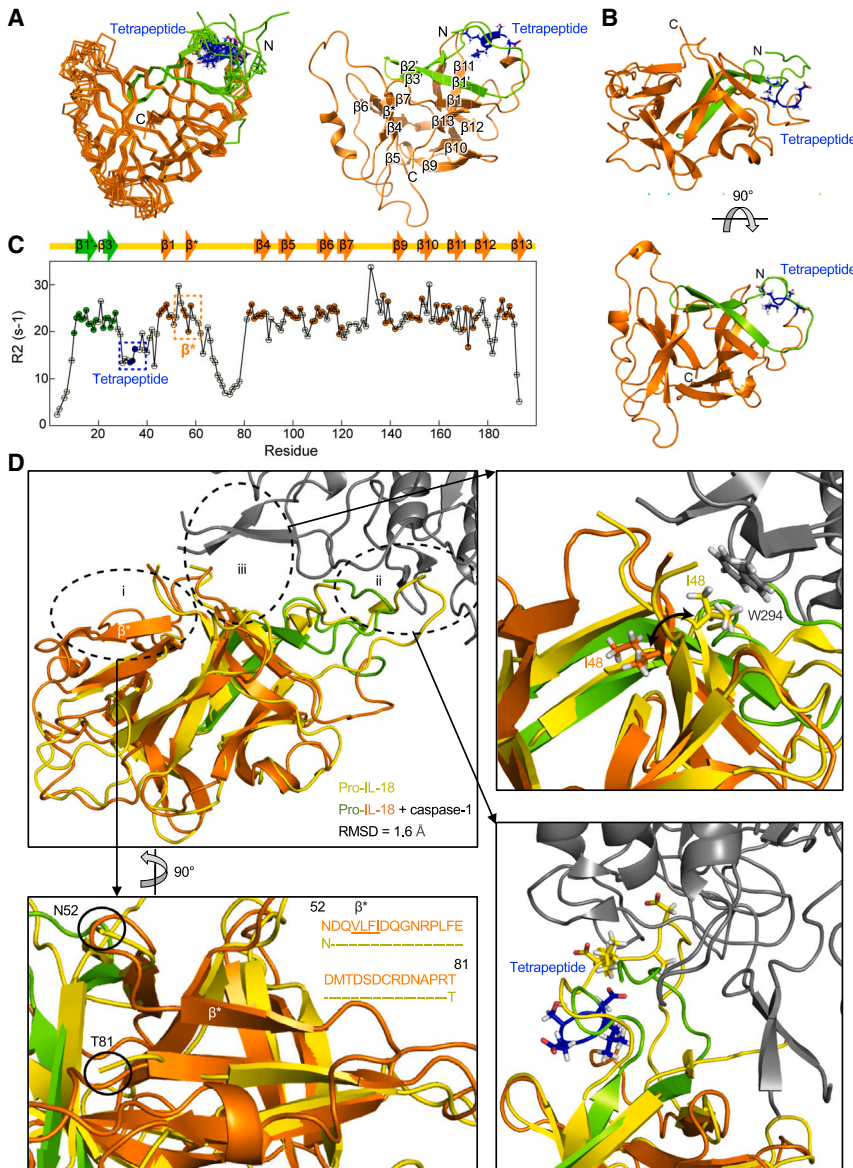 A
Tetrapeptide
N
C
Tetrapeptide
N
β2'
β11
β3'
β1'
β7
β6
β*
β1
β4
β13
β12
β10
β5
C
β9
B
C
N
Tetrapeptide
90°
N
Tetrapeptide
C
C
β1'
β3'
β1
β*
β4
β5
β6
β7
β9
β10
β11
β12
β13
R2 (s-1)
30
20
10
0
β*
Tetrapeptide
20 40 60 80 100 120 140 160 180
Residue
D
i
β*
iii
ii
Pro-IL-18
Pro-IL-18 + caspase-1
RMSD = 1.6 Å
I48
W294
I48
90°
N52
T81
β*
52 β*
NDQVLFIDQGNRPLFE
N---------------
81
DMTDSDCRDNAPRT
-------------T
Tetrapeptide